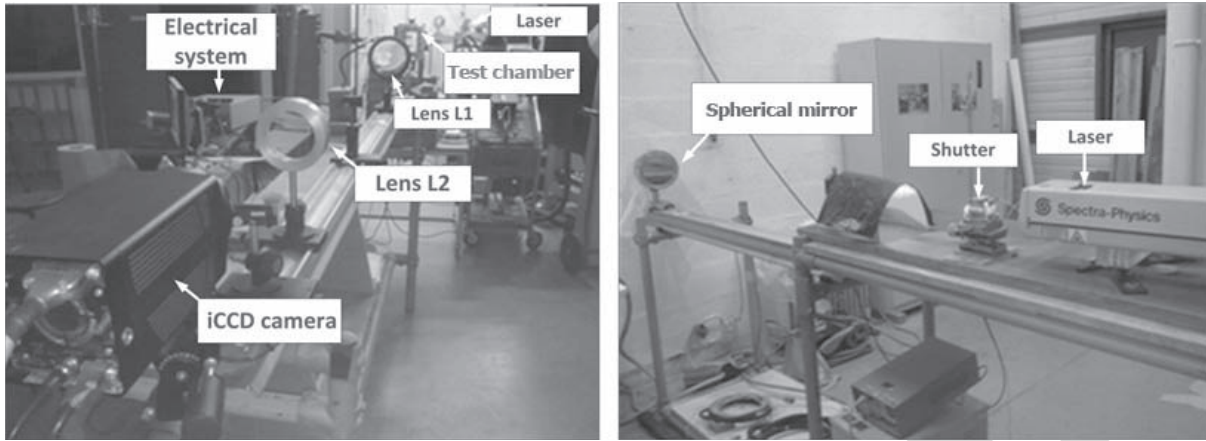 Electrical
system
Laser
Test chamber
Lens L1
Lens L2
iCCD camera
Spherical mirror
Shutter
Laser
Spectra-Physics